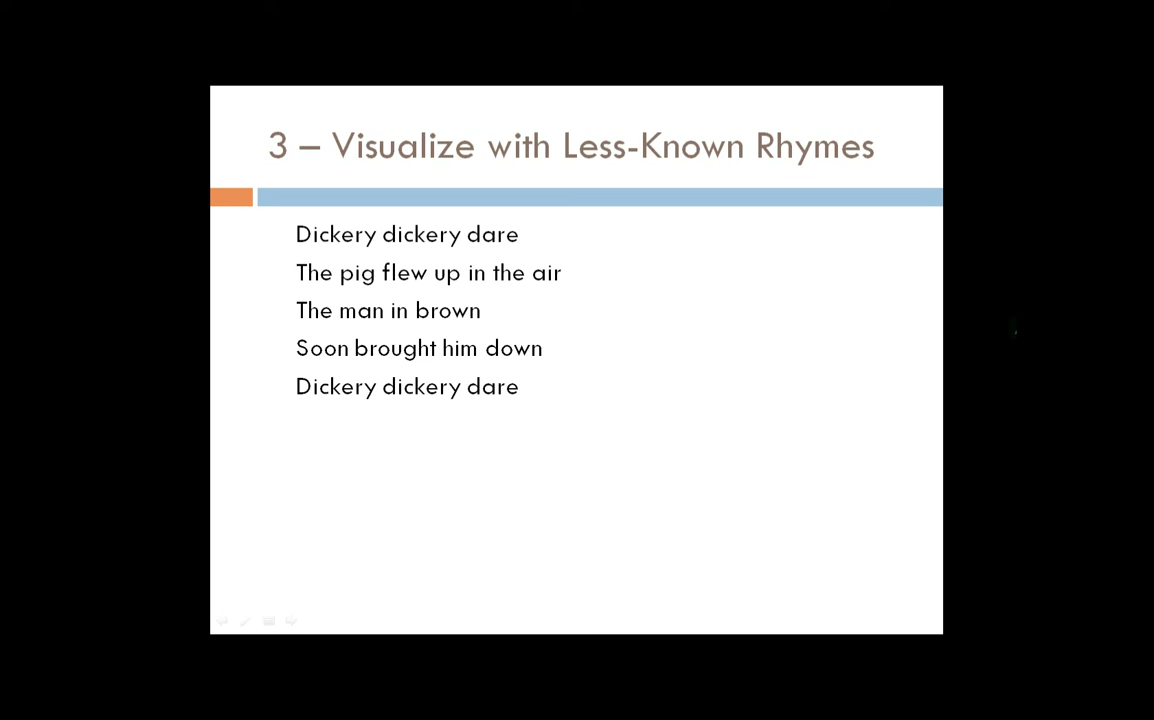 3 – Visualize with Less-Known Rhymes
Dickery dickery dare
The pig flew up in the air
The man in brown
Soon brought him down
Dickery dickery dare